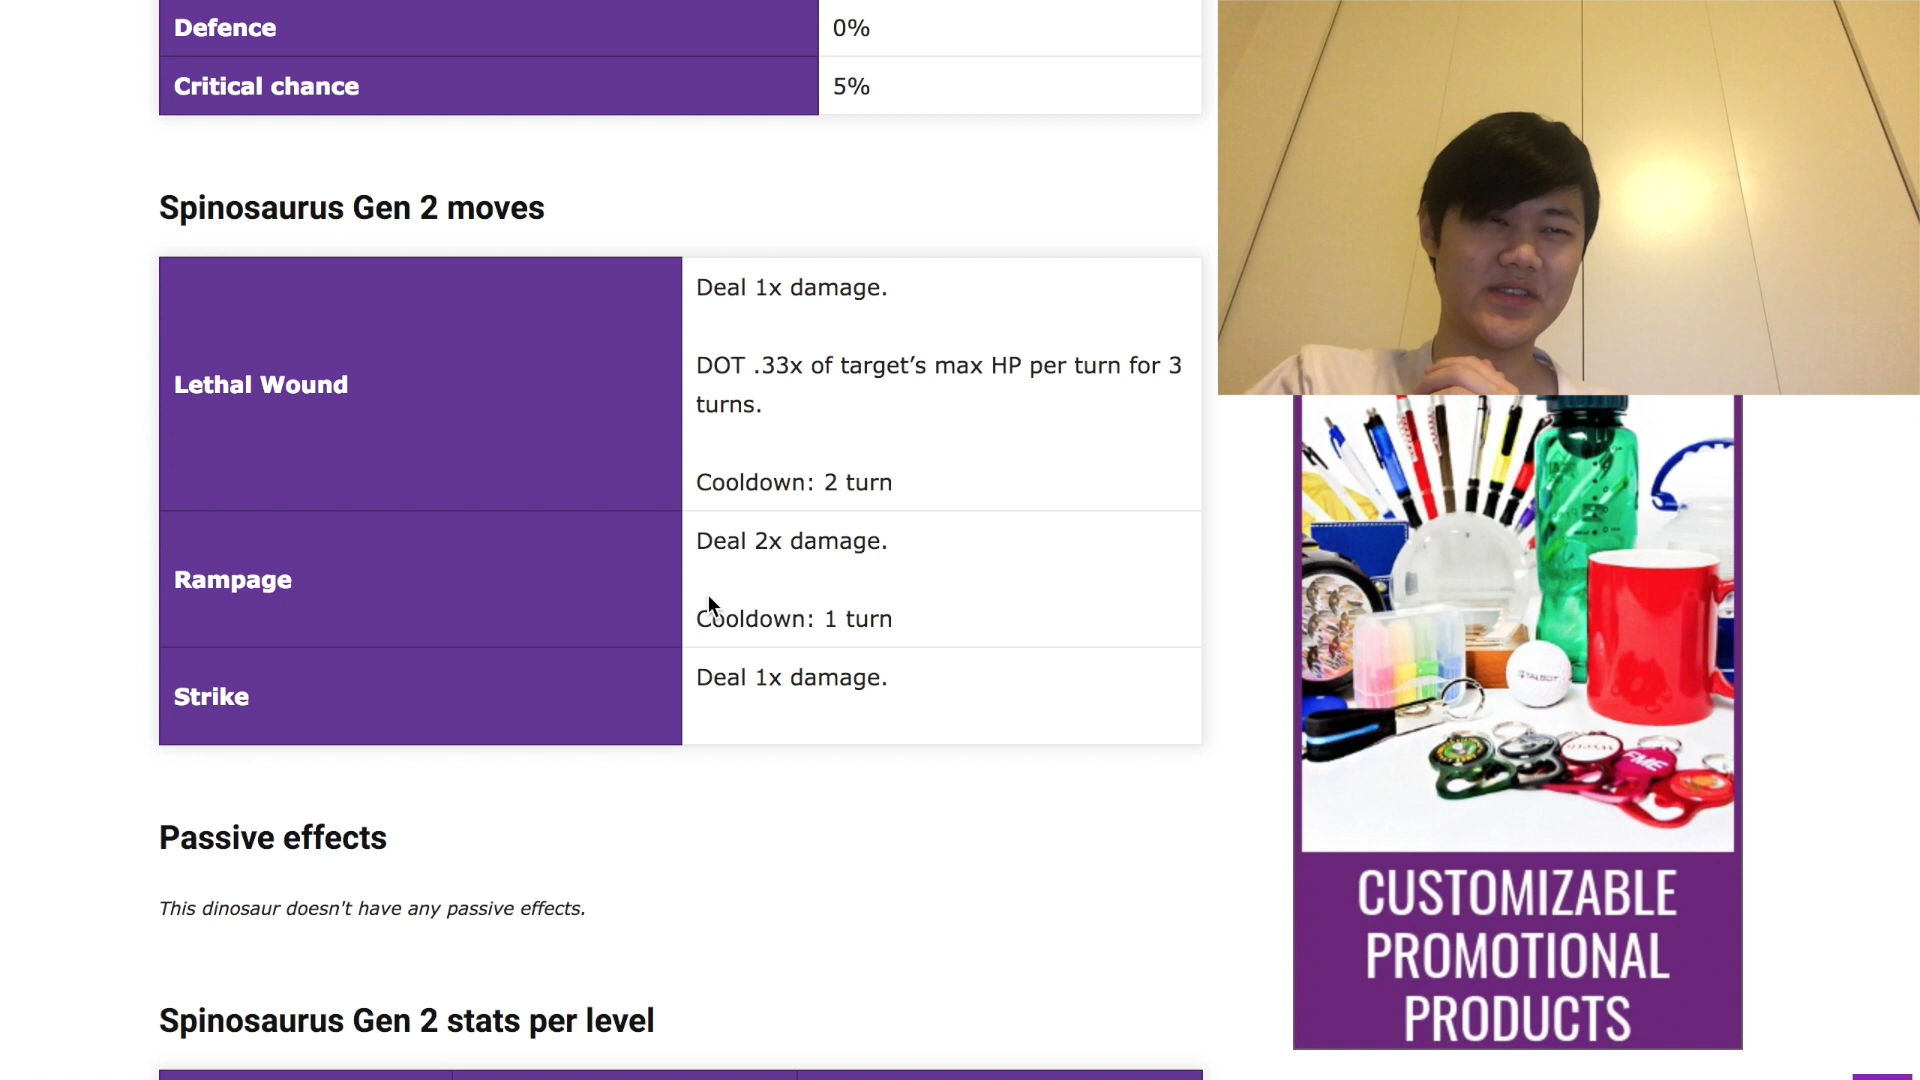 Defence
0%
Critical chance
5%
Spinosaurus Gen 2 moves
Lethal Wound
Deal 1x damage.
DOT .33x of target’s max HP per turn for 3
turns.
Cooldown: 2 turn
Rampage
Deal 2x damage.
Cooldown: 1 turn
Strike
Deal 1x damage.
Passive effects
This dinosaur doesn't have any passive effects.
Spinosaurus Gen 2 stats per level
TALBOT
FME
CUSTOMIZABLE
PROMOTIONAL
PRODUCTS